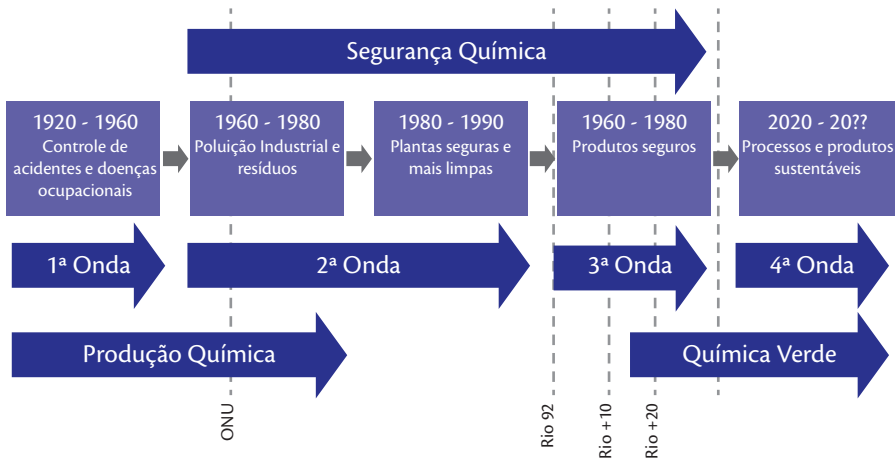 Segurança Química
1920 - 1960
Controle de
acidentes e doenças
ocupacionais
1960 - 1980
Poluição Industrial e
resíduos
1980 - 1990
Plantas seguras e
mais limpas
1960 - 1980
Produtos seguros
2020 - 20??
Processos e produtos
sustentáveis
1ª Onda
2ª Onda
3ª Onda
4ª Onda
Produção Química
Química Verde
ONU
Rio 92
Rio +10
Rio +20